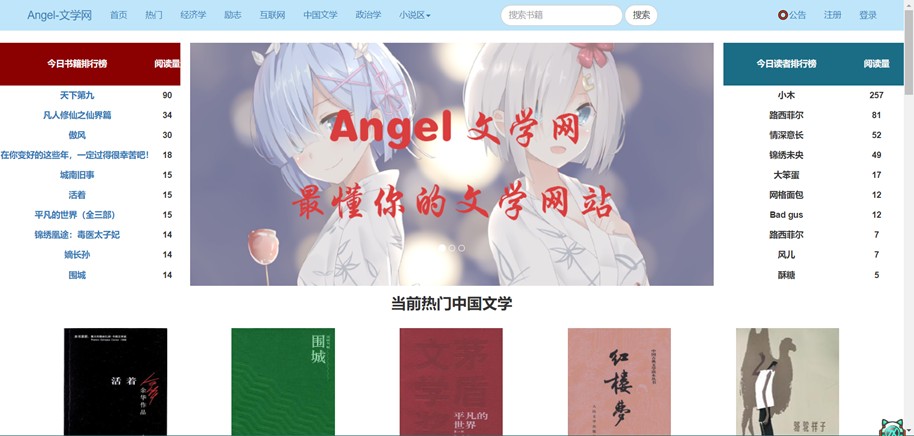 Angel-文学网 首页 热门 经济学 励志 互联网 中国文学 政治学 小说区 搜索书籍 搜索 公告 注册 登录
今日书籍排行榜 阅读量
天下第九 90
凡人修仙之仙界篇 34
傲风 30
在你变好的这些年，一定过得很幸苦吧！ 18
城南旧事 15
活着 15
平凡的世界（全三部） 15
锦绣凰途：毒医太子妃 14
嫡长孙 14
围城 14
Angel 文学网
最懂你的文学网站
今日读者排行榜 阅读量
小木 257
路西菲尔 81
情深意长 52
锦绣未央 49
大笨蛋 17
网格面包 12
Bad gus 12
路西菲尔 7
风儿 7
酥糖 5
当前热门中国文学
活着
余华作品
围城
平凡的
世界
红楼梦
骆驼祥子